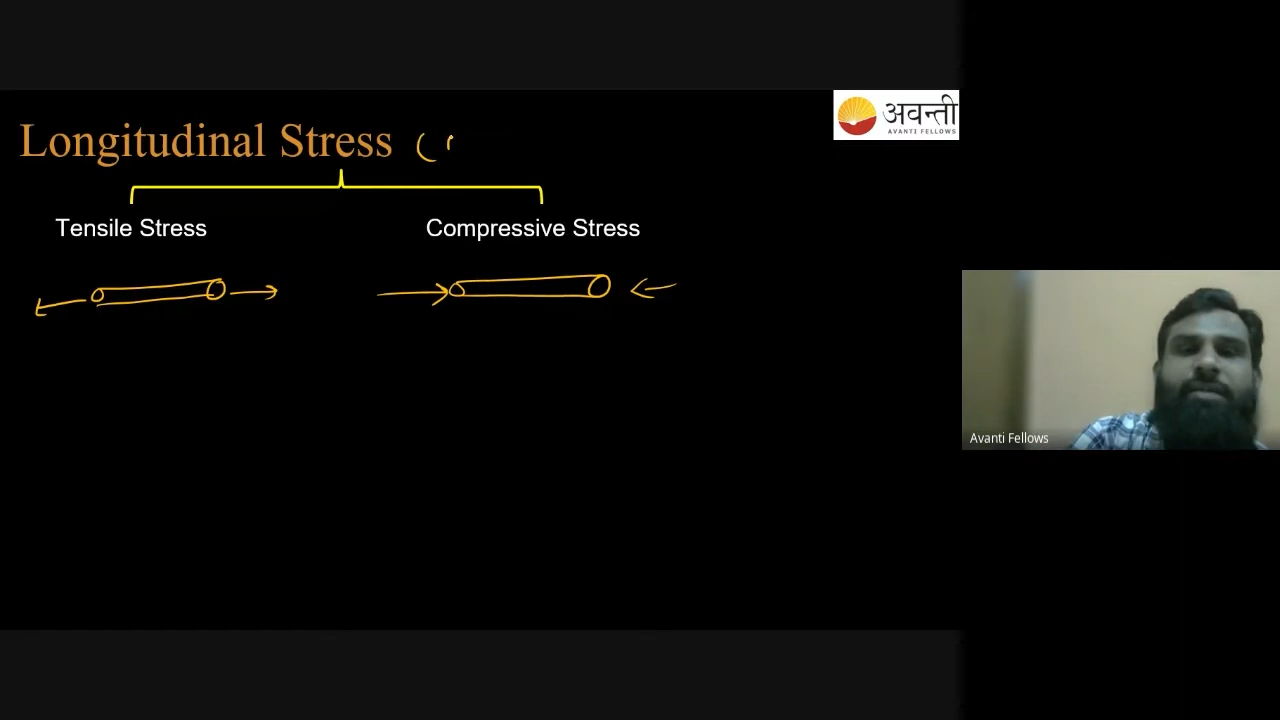 अवन्ती
AVANTI FELLOWS
Longitudinal Stress (
Tensile Stress
Compressive Stress
Avanti Fellows